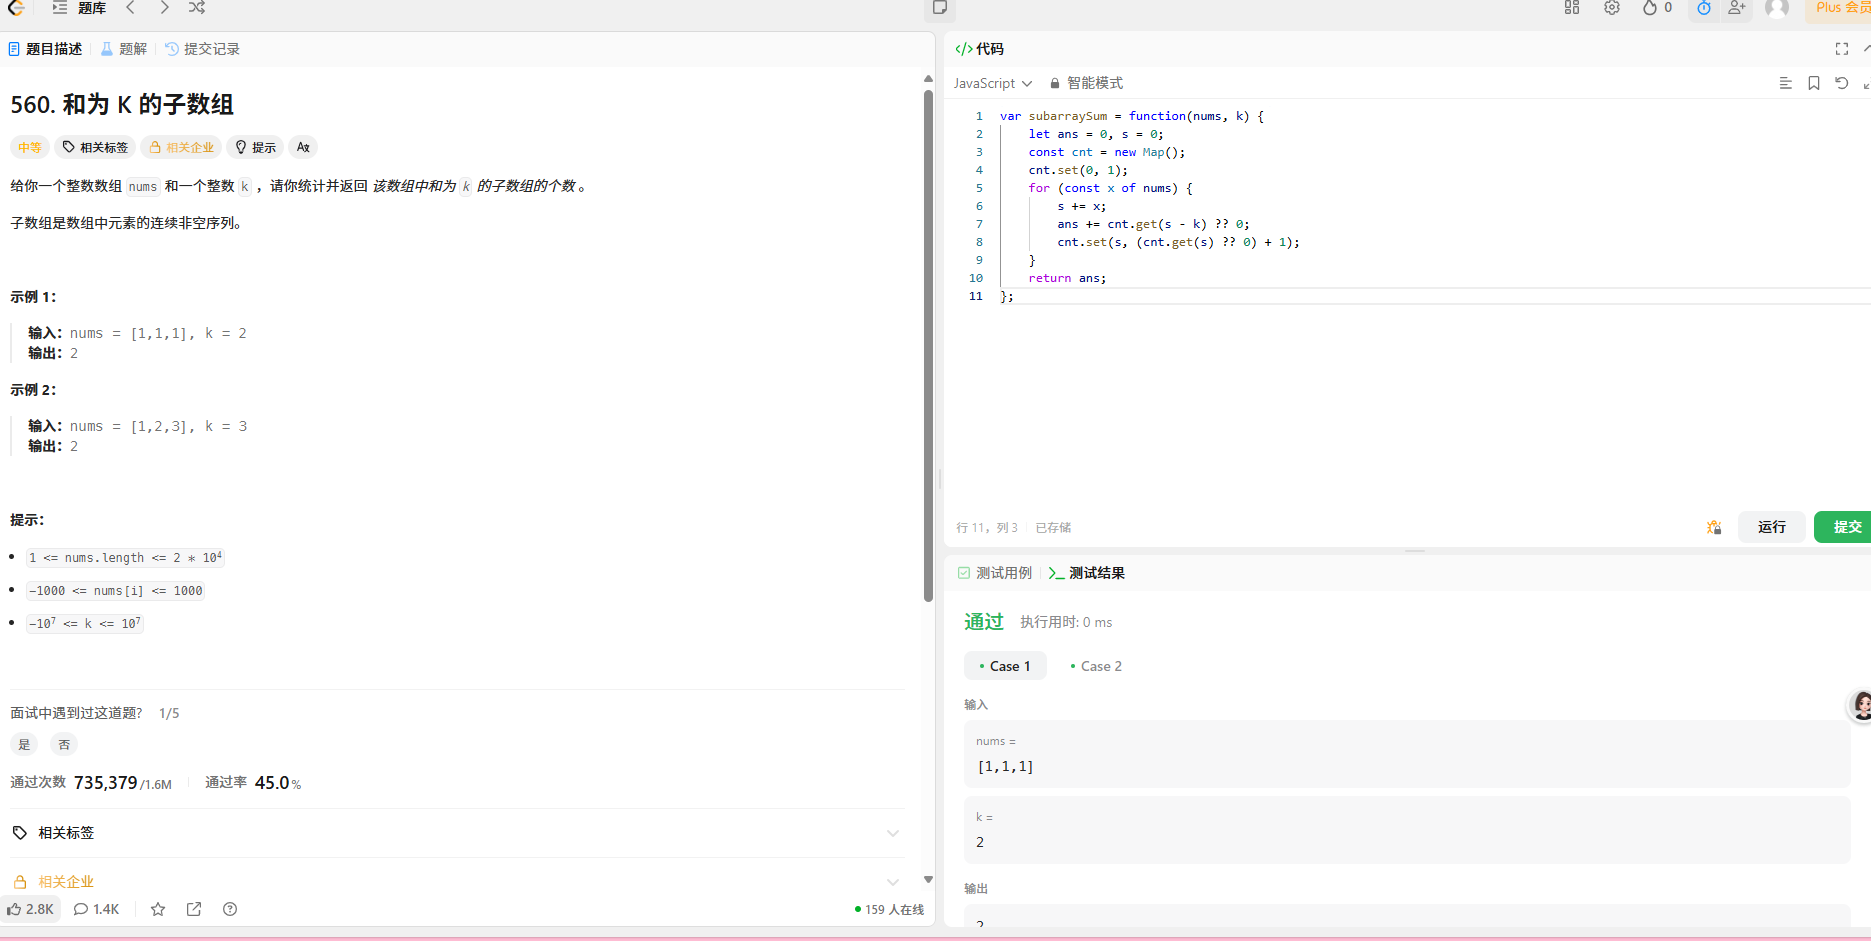 题库
0
Plus 会员
题目描述
题解
提交记录
560. 和为 K 的子数组
中等
相关标签
相关企业
提示
给你一个整数数组 nums 和一个整数 k ，请你统计并返回 该数组中和为 k 的子数组的个数 。
子数组是数组中元素的连续非空序列。
示例 1：
输入：nums = [1,1,1], k = 2
输出：2
示例 2：
输入：nums = [1,2,3], k = 3
输出：2
提示：
1 <= nums.length <= 2 * 10⁴
-1000 <= nums[i] <= 1000
-10⁷ <= k <= 10⁷
面试中遇到过这道题? 1/5
是
否
通过次数 735,379/1.6M
通过率 45.0%
相关标签
相关企业
2.8K
1.4K
159 人在线
</>代码
JavaScript
智能模式
1 var subarraySum = function(nums, k) {
2 let ans = 0, s = 0;
3 const cnt = new Map();
4 cnt.set(0, 1);
5 for (const x of nums) {
6 s += x;
7 ans += cnt.get(s - k) ?? 0;
8 cnt.set(s, (cnt.get(s) ?? 0) + 1);
9 }
10 return ans;
11 };
行 11，列 3
已存储
运行
提交
测试用例
测试结果
通过
执行用时: 0 ms
Case 1
Case 2
输入
nums =
[1,1,1]
k =
2
输出
2